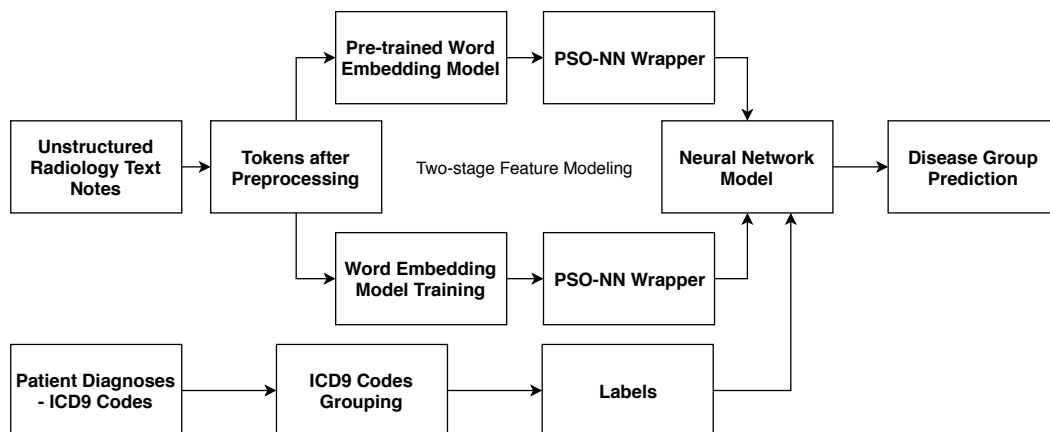 Pre-trained Word
Embedding Model
PSO-NN Wrapper
Unstructured
Radiology Text
Notes
Tokens after
Preprocessing
Two-stage Feature Modeling
Neural Network
Model
Disease Group
Prediction
Word Embedding
Model Training
PSO-NN Wrapper
Patient Diagnoses
- ICD9 Codes
ICD9 Codes
Grouping
Labels